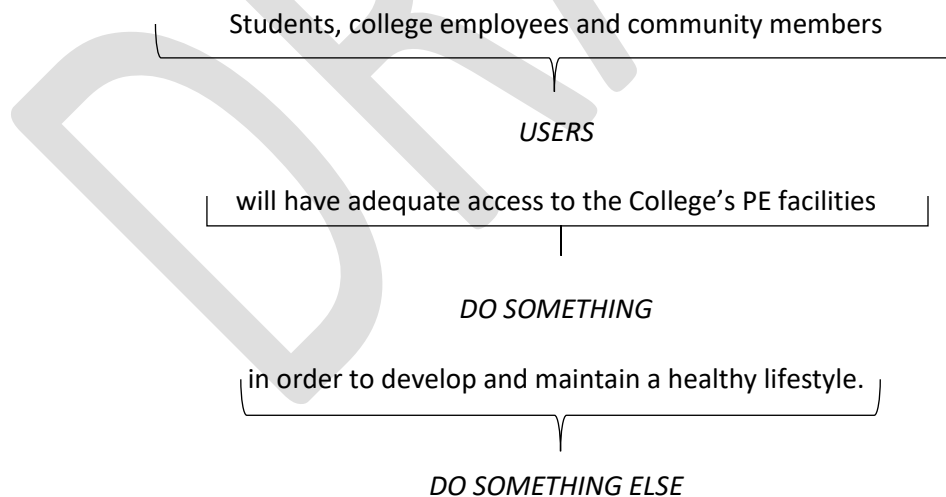 Students, college employees and community members
USERS
will have adequate access to the College’s PE facilities
DO SOMETHING
in order to develop and maintain a healthy lifestyle.
DO SOMETHING ELSE